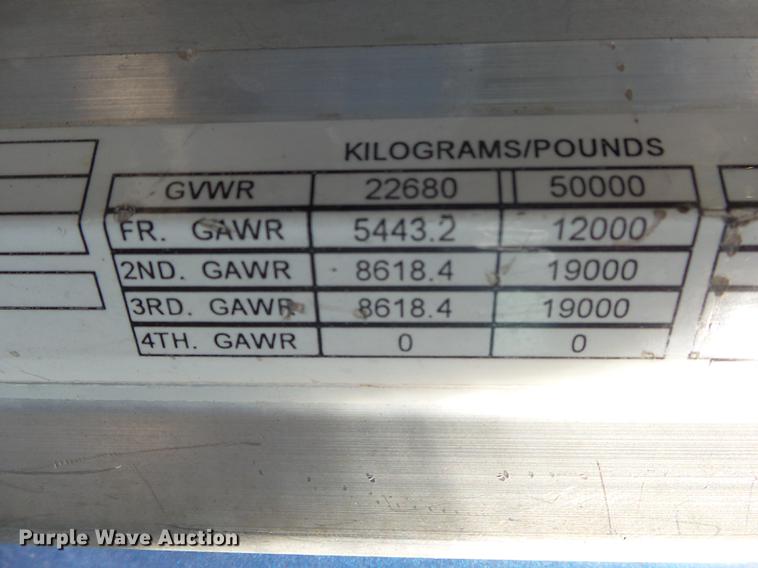 KILOGRAMS/POUNDS
GVWR 22680 50000
FR. GAWR 5443.2 12000
2ND. GAWR 8618.4 19000
3RD. GAWR 8618.4 19000
4TH. GAWR 0 0
Purple Wave Auction